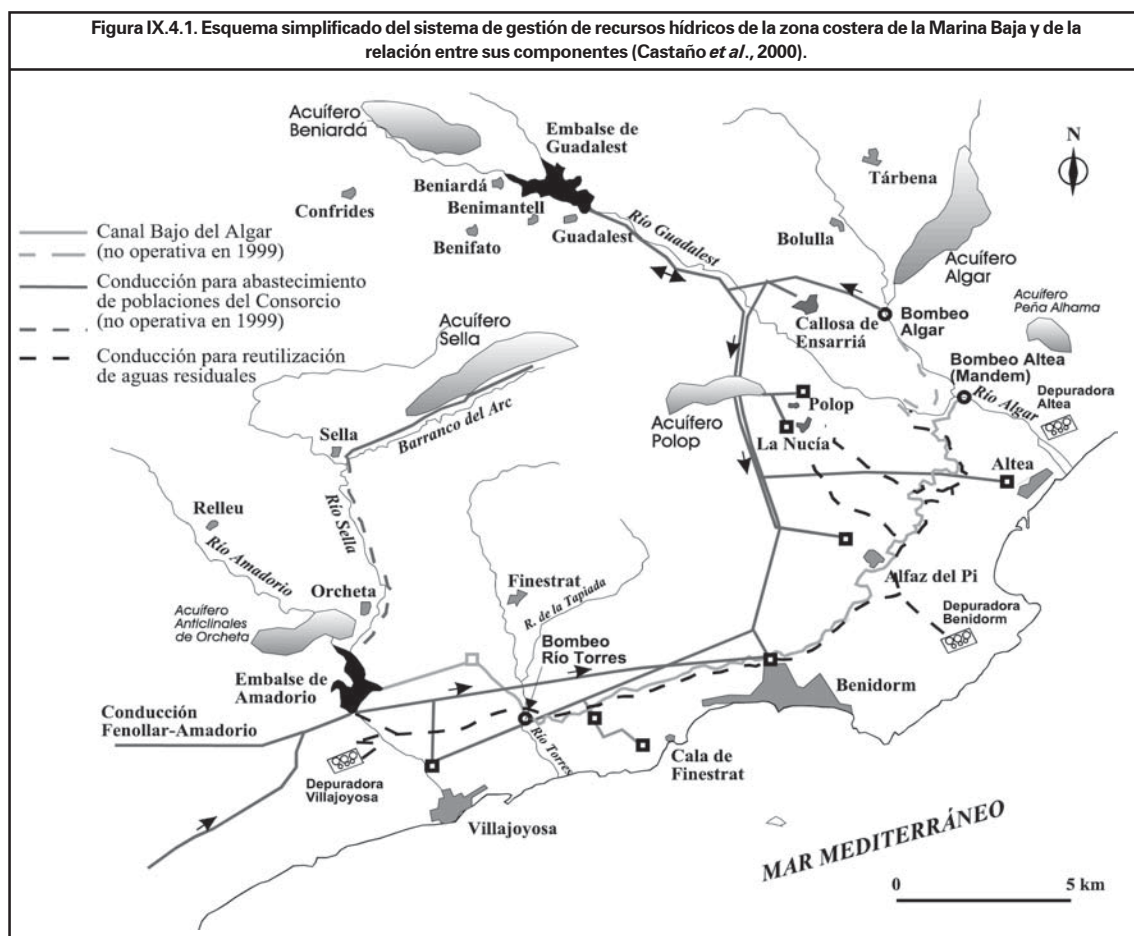 Figura IX.4.1. Esquema simplificado del sistema de gestión de recursos hídricos de la zona costera de la Marina Baja y de la
relación entre sus componentes (Castaño et al., 2000).
Acuífero
Beniardá
Embalse de
Guadalest
N
Tárbena
Beniardá
Confrides
Benimantell
Benifato
Guadalest
Río Guadalest
Bolulla
Acuífero
Algar
Canal Bajo del Algar
(no operativa en 1999)
Conducción para abastecimiento
de poblaciones del Consorcio
(no operativa en 1999)
Conducción para reutilización
de aguas residuales
Acuífero
Peña Alhama
Callosa de
Ensarriá
Bombeo
Algar
Acuífero
Sella
Bombeo Altea
(Mandem)
Río Algar
Depuradora
Altea
Acuífero
Polop
Polop
La Nucía
Barranco del Arc
Sella
Altea
Relleu
Río Sella
Río Amadorio
Orcheta
Finestrat
R. de la Tapiada
Alfaz del Pi
Acuífero
Anticlinales
de Orcheta
Depuradora
Benidorm
Bombeo
Río Torres
Embalse de
Amadorio
Benidorm
Conducción
Fenollar-Amadorio
Río Torres
Cala de
Finestrat
Depuradora
Villajoyosa
Villajoyosa
MAR MEDITERRÁNEO
0 5 km